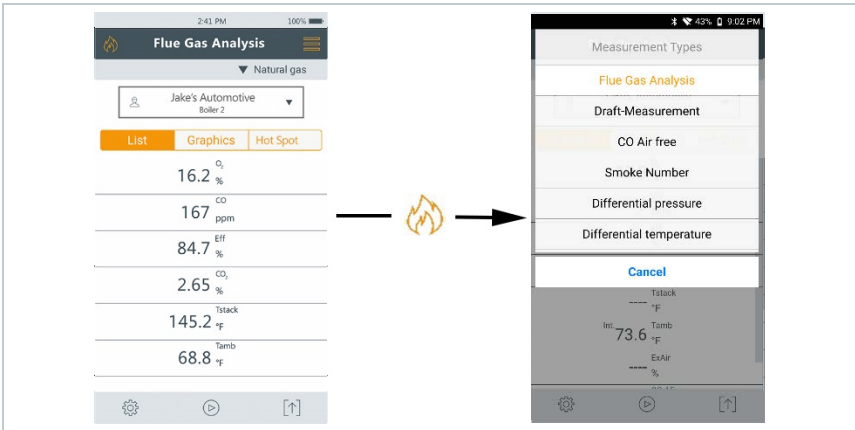 2:41 PM 100%
Flue Gas Analysis
▼ Natural gas
Jake's Automotive
Boiler 2
List Graphics Hot Spot
16.2 O₂ %
167 CO ppm
84.7 Eff %
2.65 CO₂ %
145.2 Tstack °F
68.8 Tamb °F
43% 9:02 PM
Measurement Types
Flue Gas Analysis
Draft-Measurement
CO Air free
Smoke Number
Differential pressure
Differential temperature
Cancel
---- Tstack °F
Int. 73.6 Tamb °F
---- ExAir %